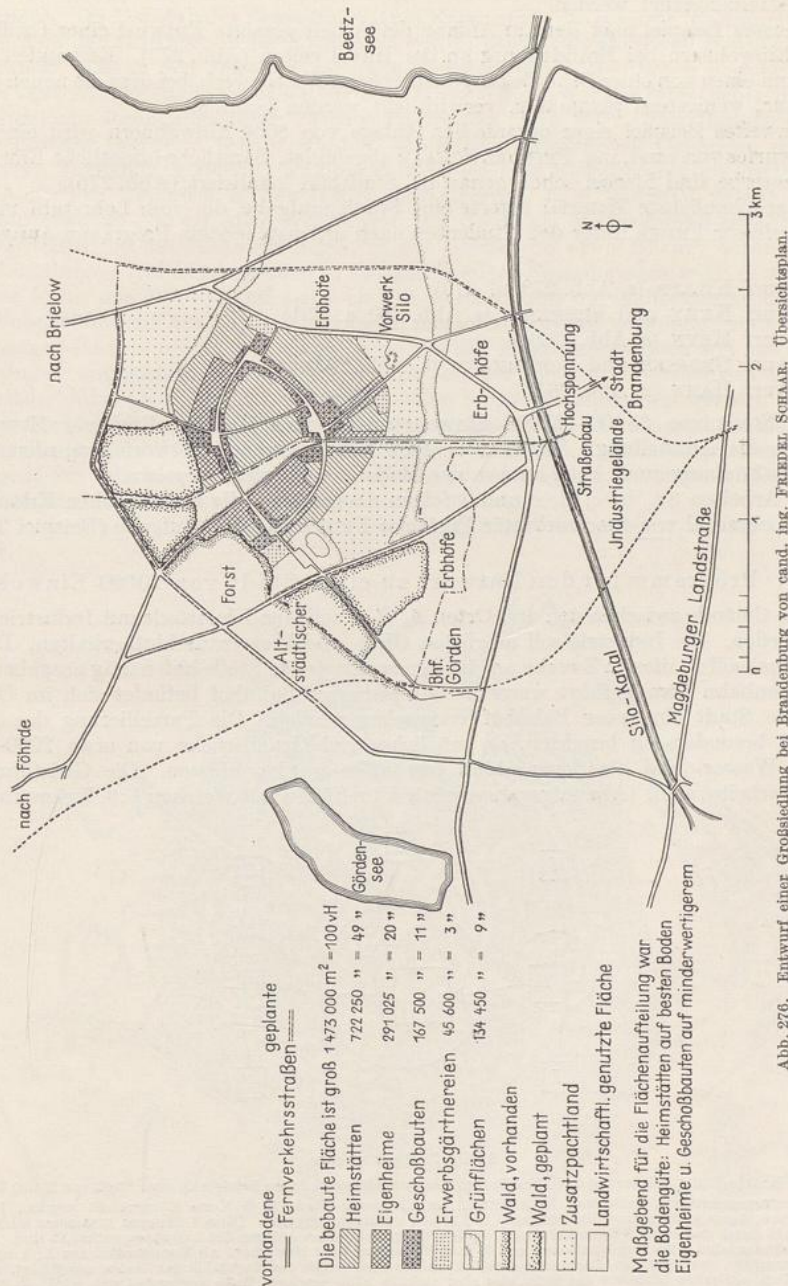 Beetz-
see
nach Brielow
nach Föhrde
Erbhöfe
Vorwerk
Silo
Erb-
höfe
Forst
Alt-
städtischer
Erbhöfe
Bhf.
Görden
Görden-
see
Hochspannung
Straßenbau
Stadt
Brandenburg
Jndustriegelände
Silo-Kanal
Magdeburger Landstraße
N
0
1
2
3 km
vorhandene geplante
Fernverkehrsstraßen
Die bebaute Fläche ist groß 1 473 000 m² = 100 vH
Heimstätten 722 250 " = 49 "
Eigenheime 291 025 " = 20 "
Geschoßbauten 167 500 " = 11 "
Erwerbsgärtnereien 45 600 " = 3 "
Grünflächen 134 450 " = 9 "
Wald, vorhanden
Wald, geplant
Zusatzpachtland
Landwirtschaftl. genutzte Fläche
Maßgebend für die Flächenaufteilung war
die Bodengüte: Heimstätten auf besten Boden
Eigenheime u. Geschoßbauten auf minderwertigerem
Abb. 276. Entwurf einer Großsiedlung bei Brandenburg von cand. ing. FRIEDEL SCHAAR. Übersichtsplan.